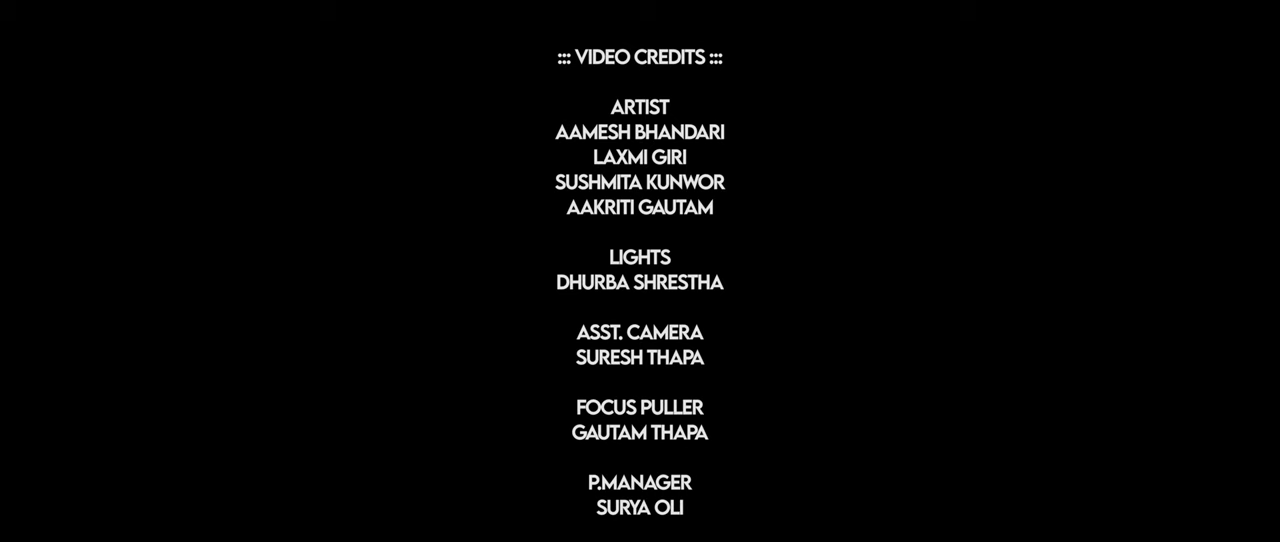 ::: VIDEO CREDITS :::
ARTIST
AAMESH BHANDARI
LAXMI GIRI
SUSHMITA KUNWOR
AAKRITI GAUTAM
LIGHTS
DHURBA SHRESTHA
ASST. CAMERA
SURESH THAPA
FOCUS PULLER
GAUTAM THAPA
P.MANAGER
SURYA OLI